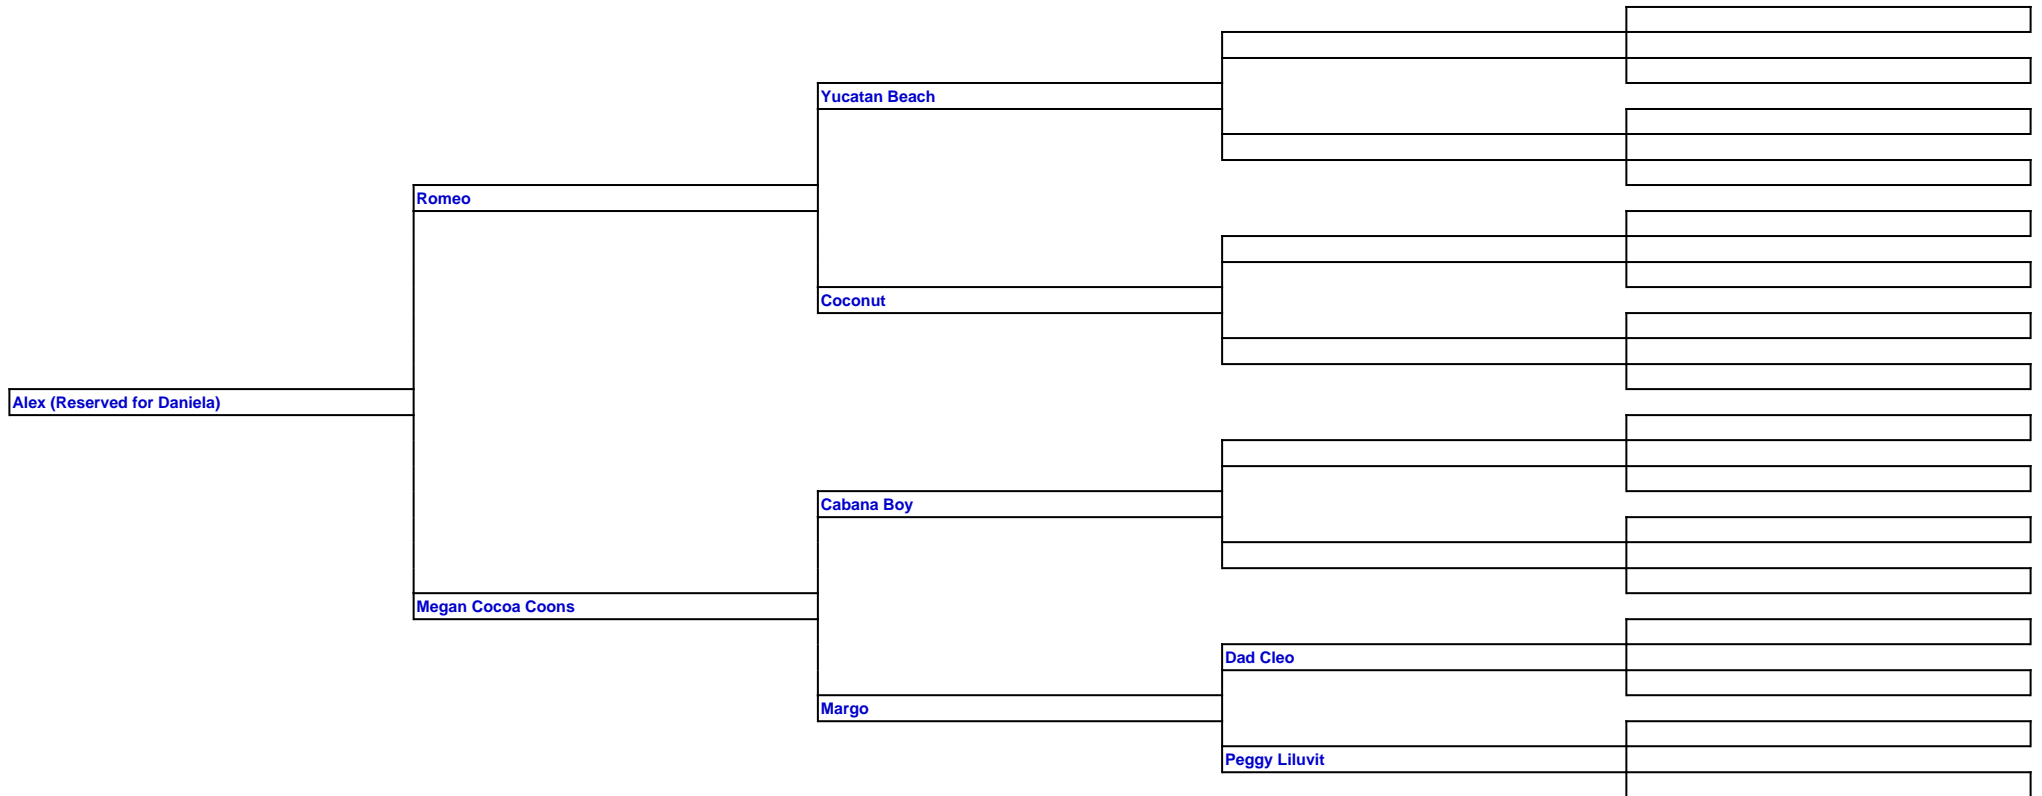 Yucatan Beach
Romeo
Coconut
Alex (Reserved for Daniela)
Cabana Boy
Megan Cocoa Coons
Dad Cleo
Margo
Peggy Liluvit